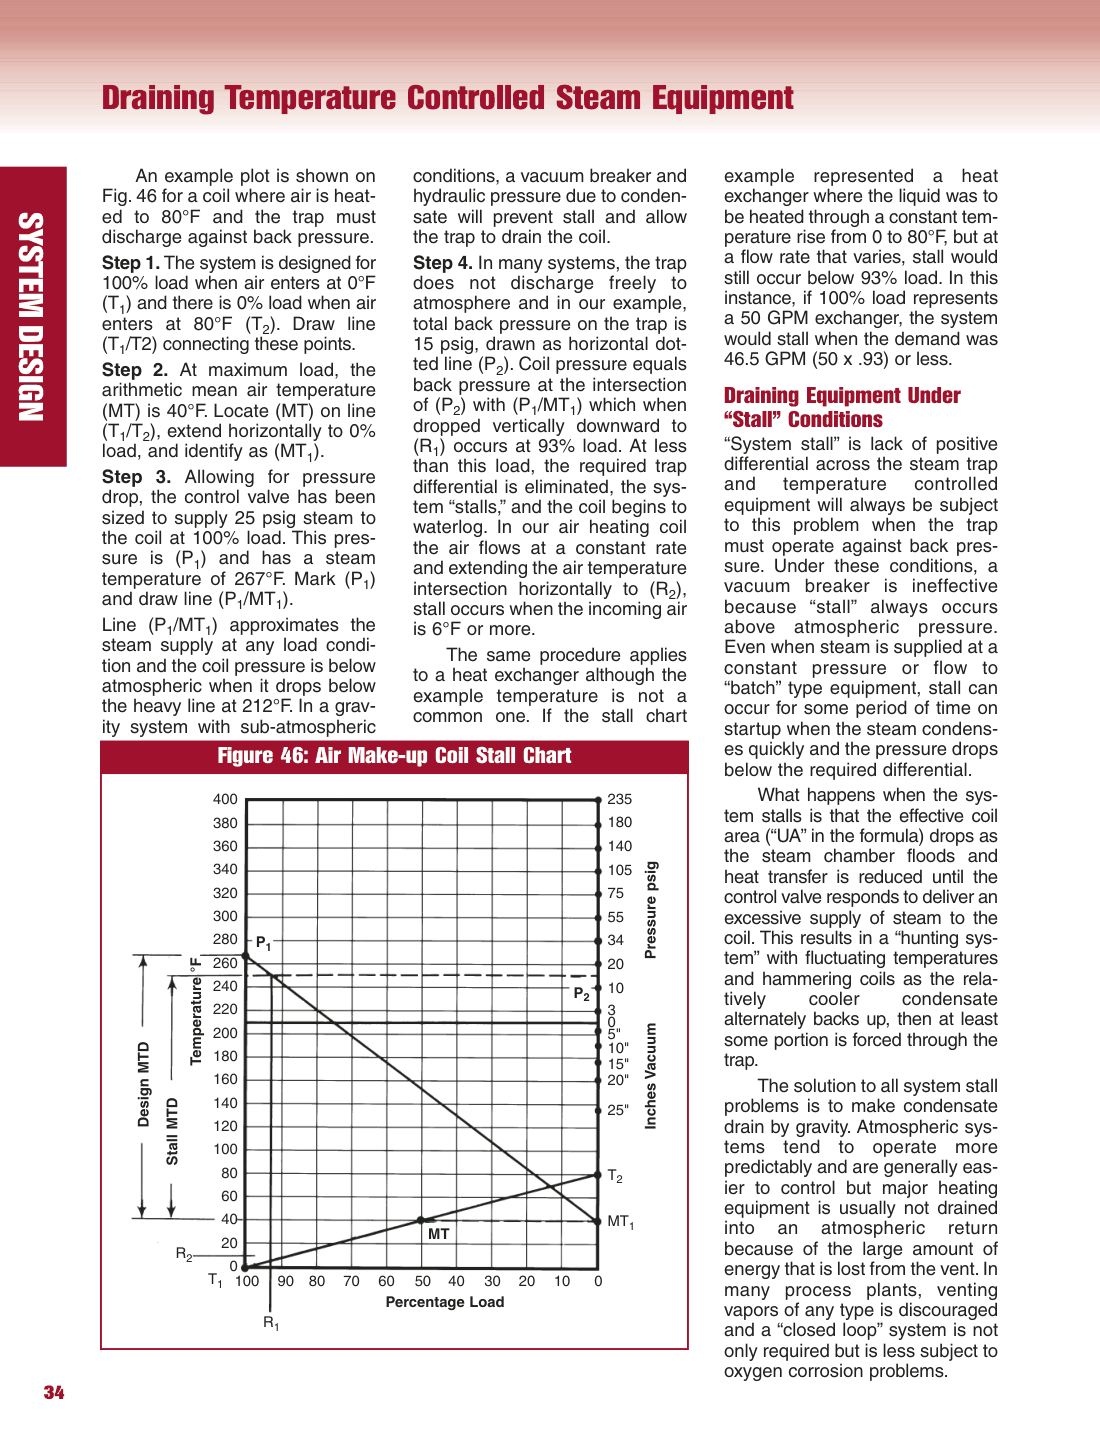 Draining Temperature Controlled Steam Equipment
SYSTEM DESIGN
An example plot is shown on
Fig. 46 for a coil where air is heat-
ed to 80°F and the trap must
discharge against back pressure.
Step 1. The system is designed for
100% load when air enters at 0°F
(T1) and there is 0% load when air
enters at 80°F (T2). Draw line
(T1/T2) connecting these points.
Step 2. At maximum load, the
arithmetic mean air temperature
(MT) is 40°F. Locate (MT) on line
(T1/T2), extend horizontally to 0%
load, and identify as (MT1).
Step 3. Allowing for pressure
drop, the control valve has been
sized to supply 25 psig steam to
the coil at 100% load. This pres-
sure is (P1) and has a steam
temperature of 267°F. Mark (P1)
and draw line (P1/MT1).
Line (P1/MT1) approximates the
steam supply at any load condi-
tion and the coil pressure is below
atmospheric when it drops below
the heavy line at 212°F. In a grav-
ity system with sub-atmospheric
conditions, a vacuum breaker and
hydraulic pressure due to conden-
sate will prevent stall and allow
the trap to drain the coil.
Step 4. In many systems, the trap
does not discharge freely to
atmosphere and in our example,
total back pressure on the trap is
15 psig, drawn as horizontal dot-
ted line (P2). Coil pressure equals
back pressure at the intersection
of (P2) with (P1/MT1) which when
dropped vertically downward to
(R1) occurs at 93% load. At less
than this load, the required trap
differential is eliminated, the sys-
tem “stalls,” and the coil begins to
waterlog. In our air heating coil
the air flows at a constant rate
and extending the air temperature
intersection horizontally to (R2),
stall occurs when the incoming air
is 6°F or more.
The same procedure applies
to a heat exchanger although the
example temperature is not a
common one. If the stall chart
example represented a heat
exchanger where the liquid was to
be heated through a constant tem-
perature rise from 0 to 80°F, but at
a flow rate that varies, stall would
still occur below 93% load. In this
instance, if 100% load represents
a 50 GPM exchanger, the system
would stall when the demand was
46.5 GPM (50 x .93) or less.
Draining Equipment Under
“Stall” Conditions
“System stall” is lack of positive
differential across the steam trap
and temperature controlled
equipment will always be subject
to this problem when the trap
must operate against back pres-
sure. Under these conditions, a
vacuum breaker is ineffective
because “stall” always occurs
above atmospheric pressure.
Even when steam is supplied at a
constant pressure or flow to
“batch” type equipment, stall can
occur for some period of time on
startup when the steam condens-
es quickly and the pressure drops
below the required differential.
What happens when the sys-
tem stalls is that the effective coil
area (“UA” in the formula) drops as
the steam chamber floods and
heat transfer is reduced until the
control valve responds to deliver an
excessive supply of steam to the
coil. This results in a “hunting sys-
tem” with fluctuating temperatures
and hammering coils as the rela-
tively cooler condensate
alternately backs up, then at least
some portion is forced through the
trap.
The solution to all system stall
problems is to make condensate
drain by gravity. Atmospheric sys-
tems tend to operate more
predictably and are generally eas-
ier to control but major heating
equipment is usually not drained
into an atmospheric return
because of the large amount of
energy that is lost from the vent. In
many process plants, venting
vapors of any type is discouraged
and a “closed loop” system is not
only required but is less subject to
oxygen corrosion problems.
Figure 46: Air Make-up Coil Stall Chart
400
380
360
340
320
300
280
260
240
220
200
180
160
140
120
100
80
60
40
20
0
Temperature °F
Design MTD
Stall MTD
P1
P2
MT
235
180
140
105
75
55
34
20
10
3
0
5"
10"
15"
20"
25"
T2
MT1
Pressure psig
Inches Vacuum
R2
T1 100 90 80 70 60 50 40 30 20 10 0
Percentage Load
R1
34